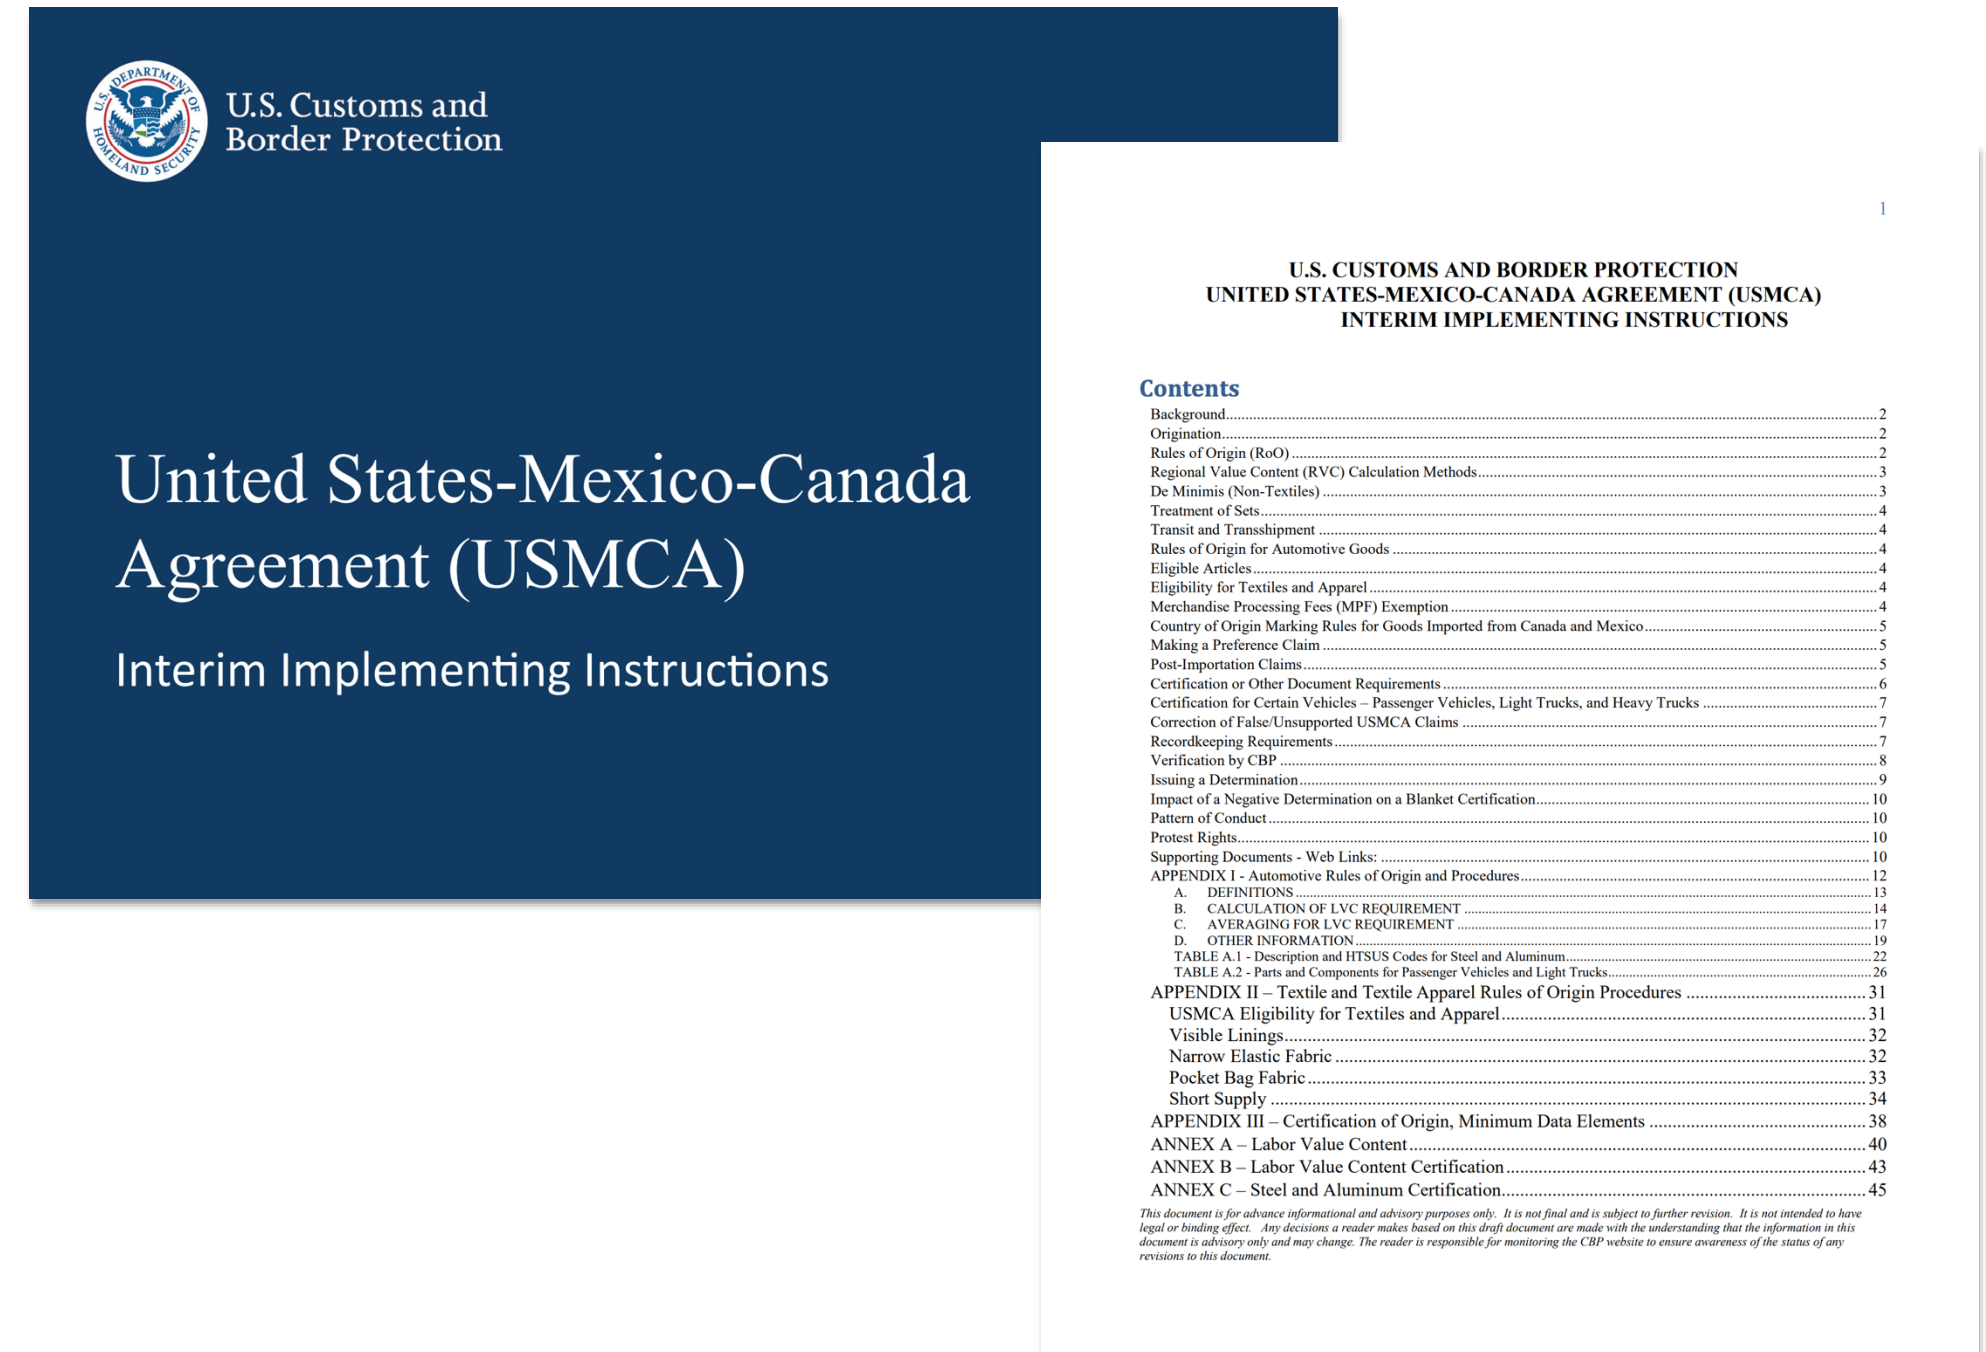 U.S. DEPARTMENT OF
HOMELAND SECURITY
U.S. Customs and
Border Protection
United States-Mexico-Canada
Agreement (USMCA)
Interim Implementing Instructions
1
U.S. CUSTOMS AND BORDER PROTECTION
UNITED STATES-MEXICO-CANADA AGREEMENT (USMCA)
INTERIM IMPLEMENTING INSTRUCTIONS
Contents
Background 2
Origination 2
Rules of Origin (RoO) 2
Regional Value Content (RVC) Calculation Methods 3
De Minimis (Non-Textiles) 3
Treatment of Sets 4
Transit and Transshipment 4
Rules of Origin for Automotive Goods 4
Eligible Articles 4
Eligibility for Textiles and Apparel 4
Merchandise Processing Fees (MPF) Exemption 4
Country of Origin Marking Rules for Goods Imported from Canada and Mexico 5
Making a Preference Claim 5
Post-Importation Claims 5
Certification or Other Document Requirements 6
Certification for Certain Vehicles – Passenger Vehicles, Light Trucks, and Heavy Trucks 7
Correction of False/Unsupported USMCA Claims 7
Recordkeeping Requirements 7
Verification by CBP 8
Issuing a Determination 9
Impact of a Negative Determination on a Blanket Certification 10
Pattern of Conduct 10
Protest Rights 10
Supporting Documents - Web Links: 10
APPENDIX I - Automotive Rules of Origin and Procedures 12
A. DEFINITIONS 13
B. CALCULATION OF LVC REQUIREMENT 14
C. AVERAGING FOR LVC REQUIREMENT 17
D. OTHER INFORMATION 19
TABLE A.1 - Description and HTSUS Codes for Steel and Aluminum 22
TABLE A.2 - Parts and Components for Passenger Vehicles and Light Trucks 26
APPENDIX II – Textile and Textile Apparel Rules of Origin Procedures 31
USMCA Eligibility for Textiles and Apparel 31
Visible Linings 32
Narrow Elastic Fabric 32
Pocket Bag Fabric 33
Short Supply 34
APPENDIX III – Certification of Origin, Minimum Data Elements 38
ANNEX A – Labor Value Content 40
ANNEX B – Labor Value Content Certification 43
ANNEX C – Steel and Aluminum Certification 45
This document is for advance informational and advisory purposes only. It is not final and is subject to further revision. It is not intended to have
legal or binding effect. Any decisions a reader makes based on this draft document are made with the understanding that the information in this
document is advisory only and may change. The reader is responsible for monitoring the CBP website to ensure awareness of the status of any
revisions to this document.